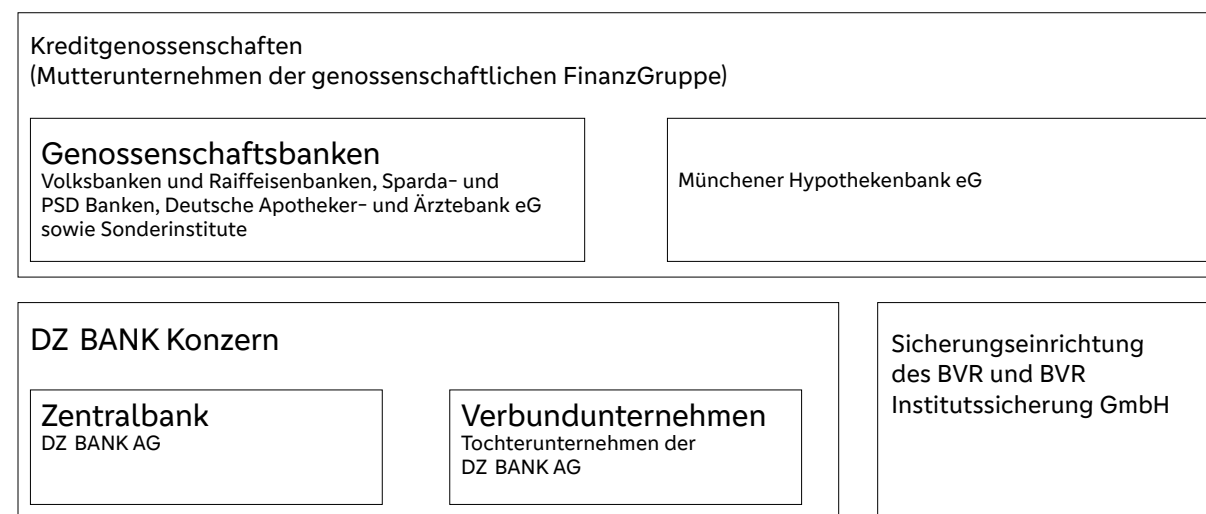 Kreditgenossenschaften
(Mutterunternehmen der genossenschaftlichen FinanzGruppe)
Genossenschaftsbanken
Volksbanken und Raiffeisenbanken, Sparda- und
PSD Banken, Deutsche Apotheker- und Ärztebank eG
sowie Sonderinstitute
Münchener Hypothekenbank eG
DZ BANK Konzern
Zentralbank
DZ BANK AG
Verbundunternehmen
Tochterunternehmen der
DZ BANK AG
Sicherungseinrichtung
des BVR und BVR
Institutssicherung GmbH